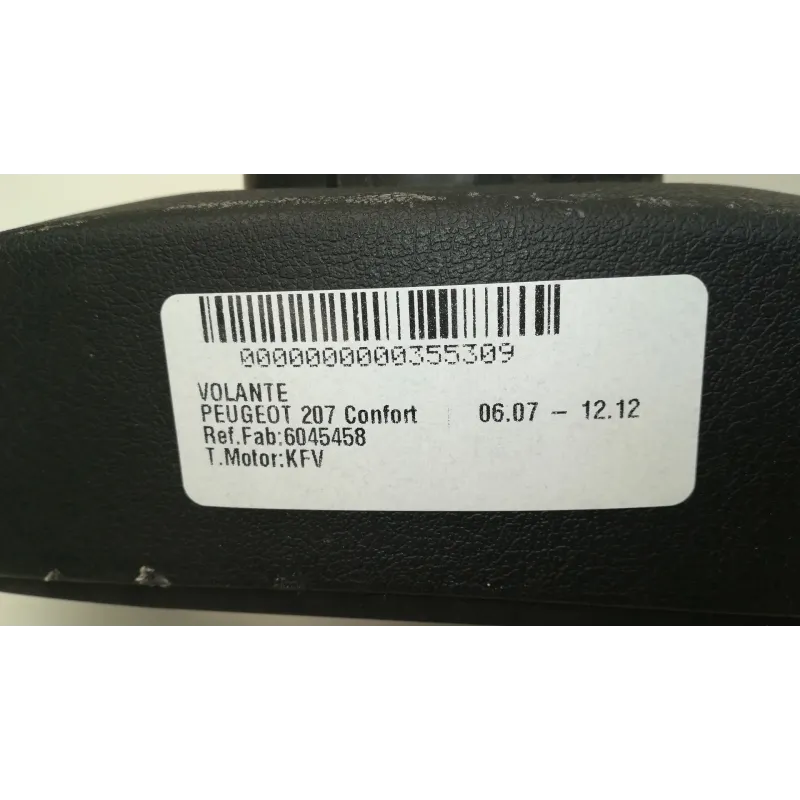 0000000000355309
VOLANTE
PEUGEOT 207 Confort 06.07 - 12.12
Ref.Fab:6045458
T.Motor:KFV